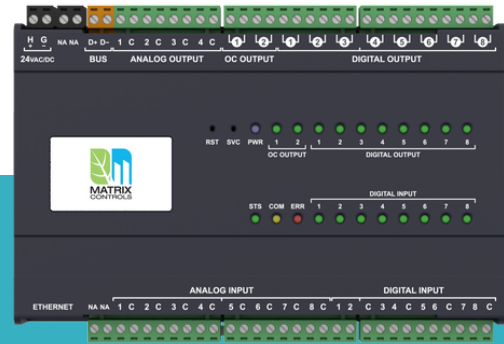 H G NA NA D+ D- 1 C 2 C 3 C 4 C 1 2 1 2 3 4 5 6 7 8
+ -
24VAC/DC BUS ANALOG OUTPUT OC OUTPUT DIGITAL OUTPUT
RST SVC PWR 1 2 1 2 3 4 5 6 7 8
OC OUTPUT DIGITAL OUTPUT
MATRIX
CONTROLS
DIGITAL INPUT
STS COM ERR 1 2 3 4 5 6 7 8
ANALOG INPUT DIGITAL INPUT
ETHERNET NA NA 1 C 2 C 3 C 4 C 5 C 6 C 7 C 8 C 1 2 C 3 4 C 5 6 C 7 8 C